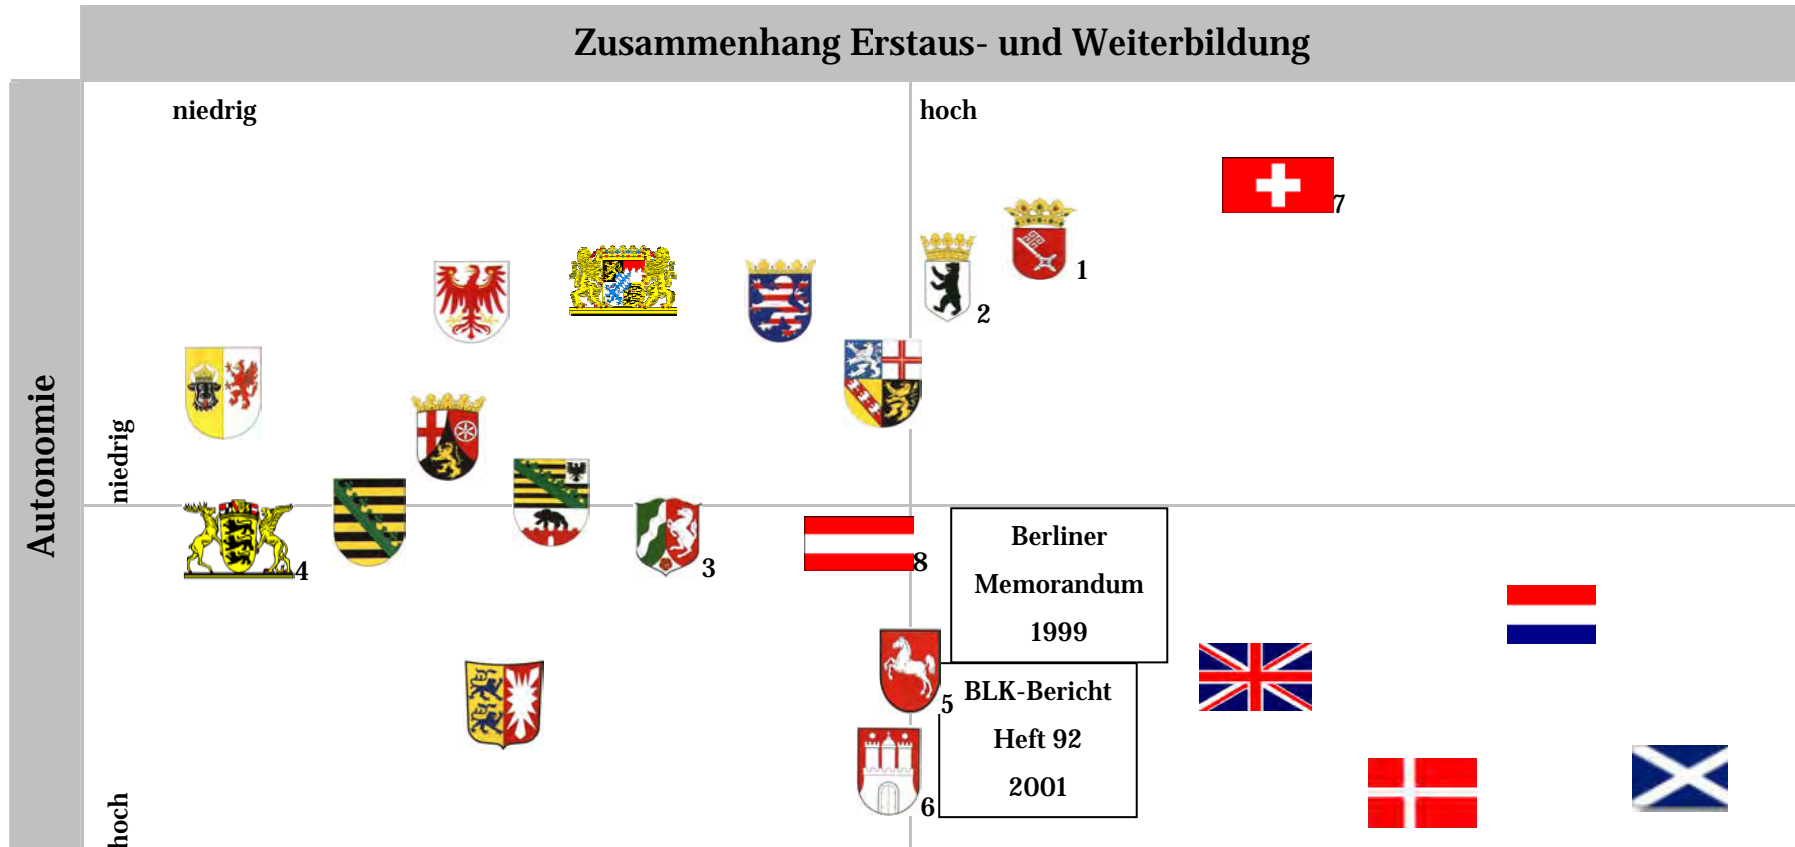 Zusammenhang Erstaus- und Weiterbildung
Autonomie
niedrig
hoch
niedrig
hoch
7
1
2
4
3
8
Berliner
Memorandum
1999
5
BLK-Bericht
Heft 92
2001
6